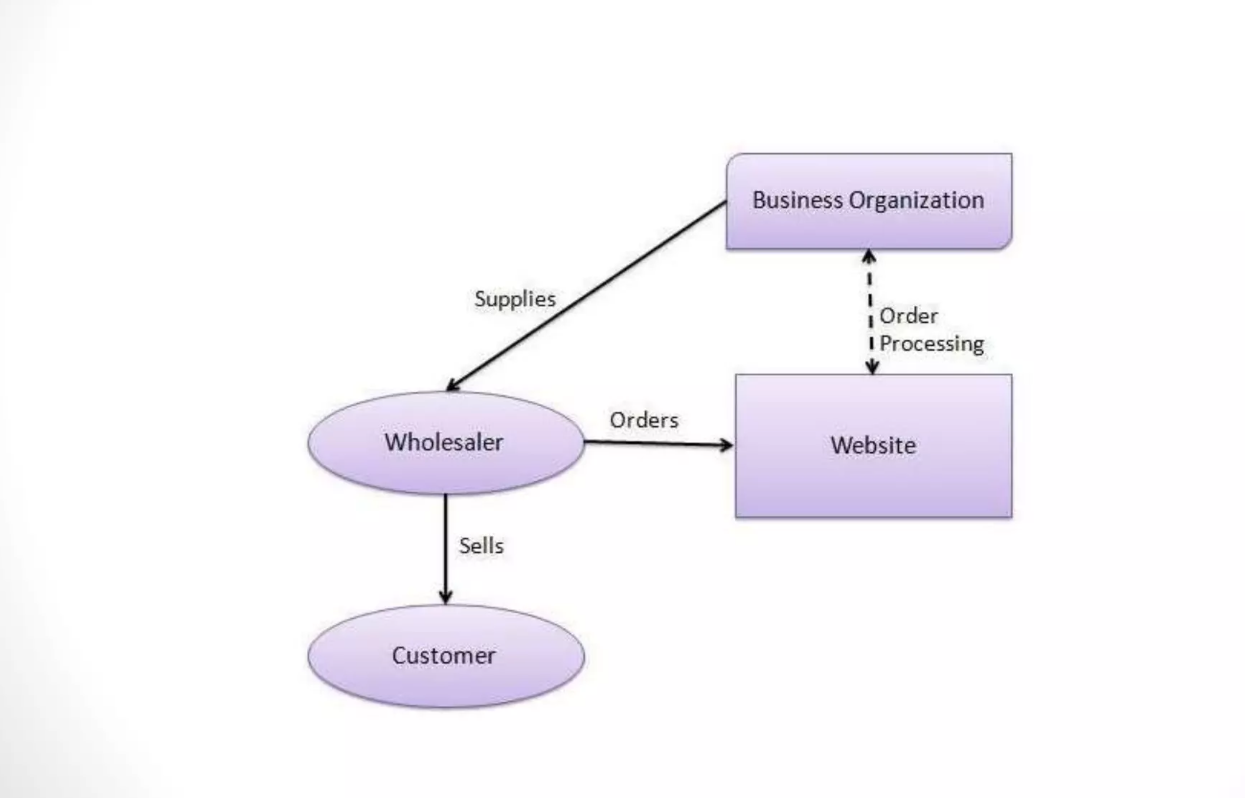 Business Organization
Supplies
Order
Processing
Orders
Wholesaler
Website
Sells
Customer